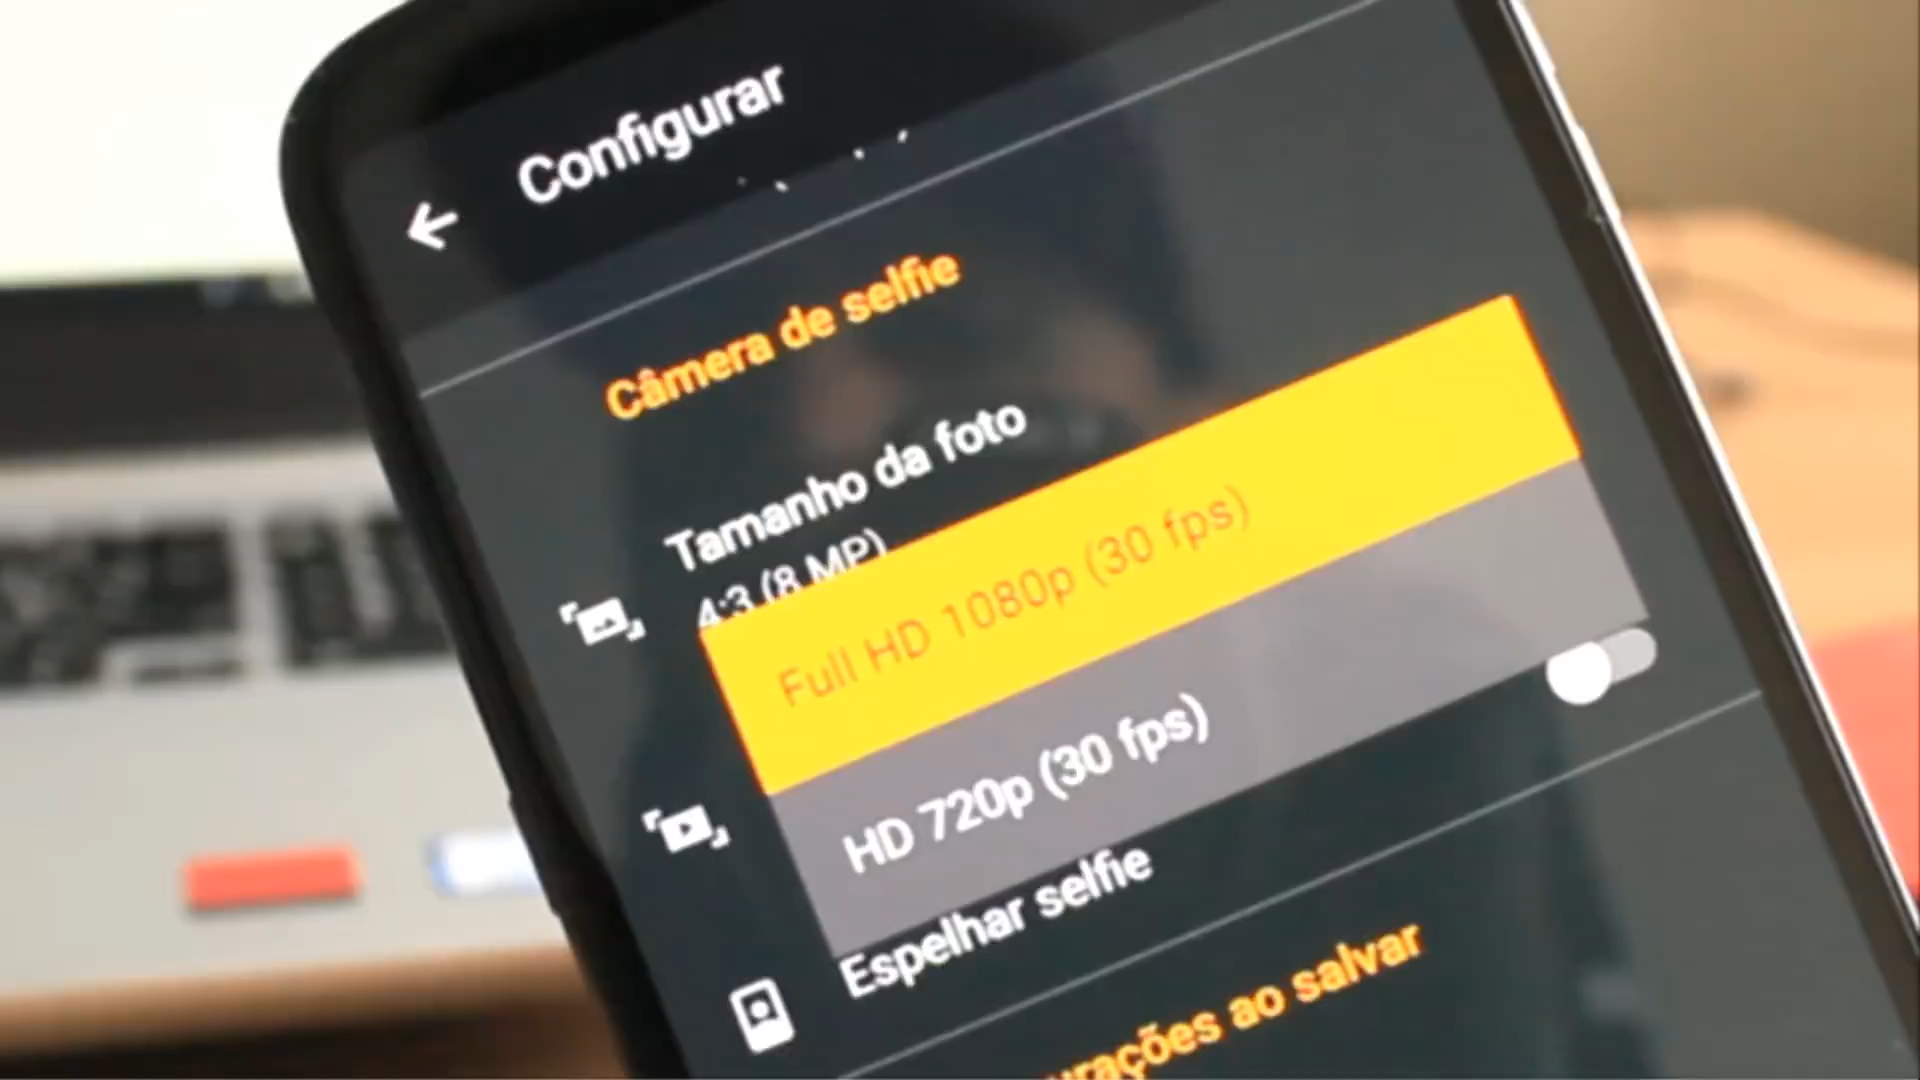 Configurar
Câmera de selfie
Tamanho da foto
4:3 (8 MP)
Full HD 1080p (30 fps)
HD 720p (30 fps)
Espelhar selfie
ao salvar